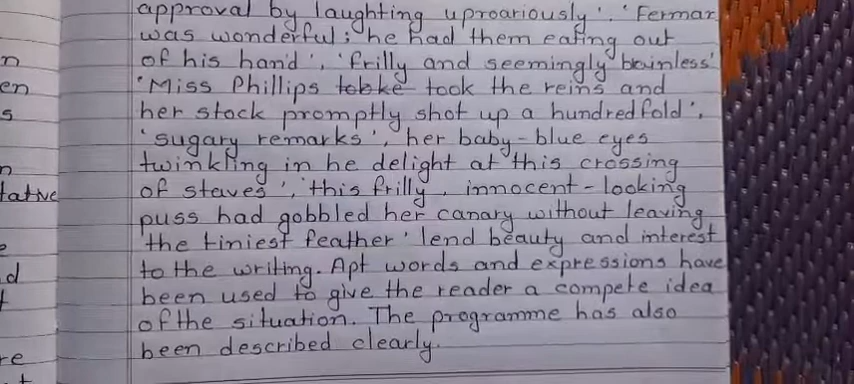 approval by laughting uproariously'. 'Fermar
was wonderful; he had them eating out
of his hand', 'frilly and seemingly brinless'
'Miss Phillips tobke took the reins and
her stock promptly shot up a hundredfold',
'sugary remarks', her baby-blue eyes
twinkling in he delight at this crossing
of staves', 'this frilly, innocent-looking
puss had gobbled her canary without leaving
the tiniest feather' lend beauty and interest
to the writing. Apt words and expressions have
been used to give the reader a compete idea
of the situation. The programme has also
been described clearly.
n
en
s
n
tative
e
d
t
re